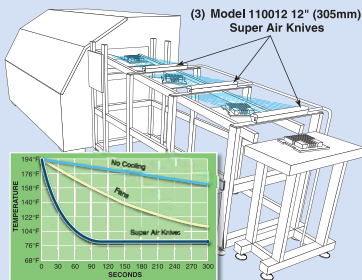 (3) Model 110012 12" (305mm)
Super Air Knives
194°F
176°F
158°F
140°F
122°F
104°F
86°F
68°F
TEMPERATURE
No Cooling
Fans
Super Air Knives
0 30 60 90 120 150 180 210 240 270 300
SECONDS